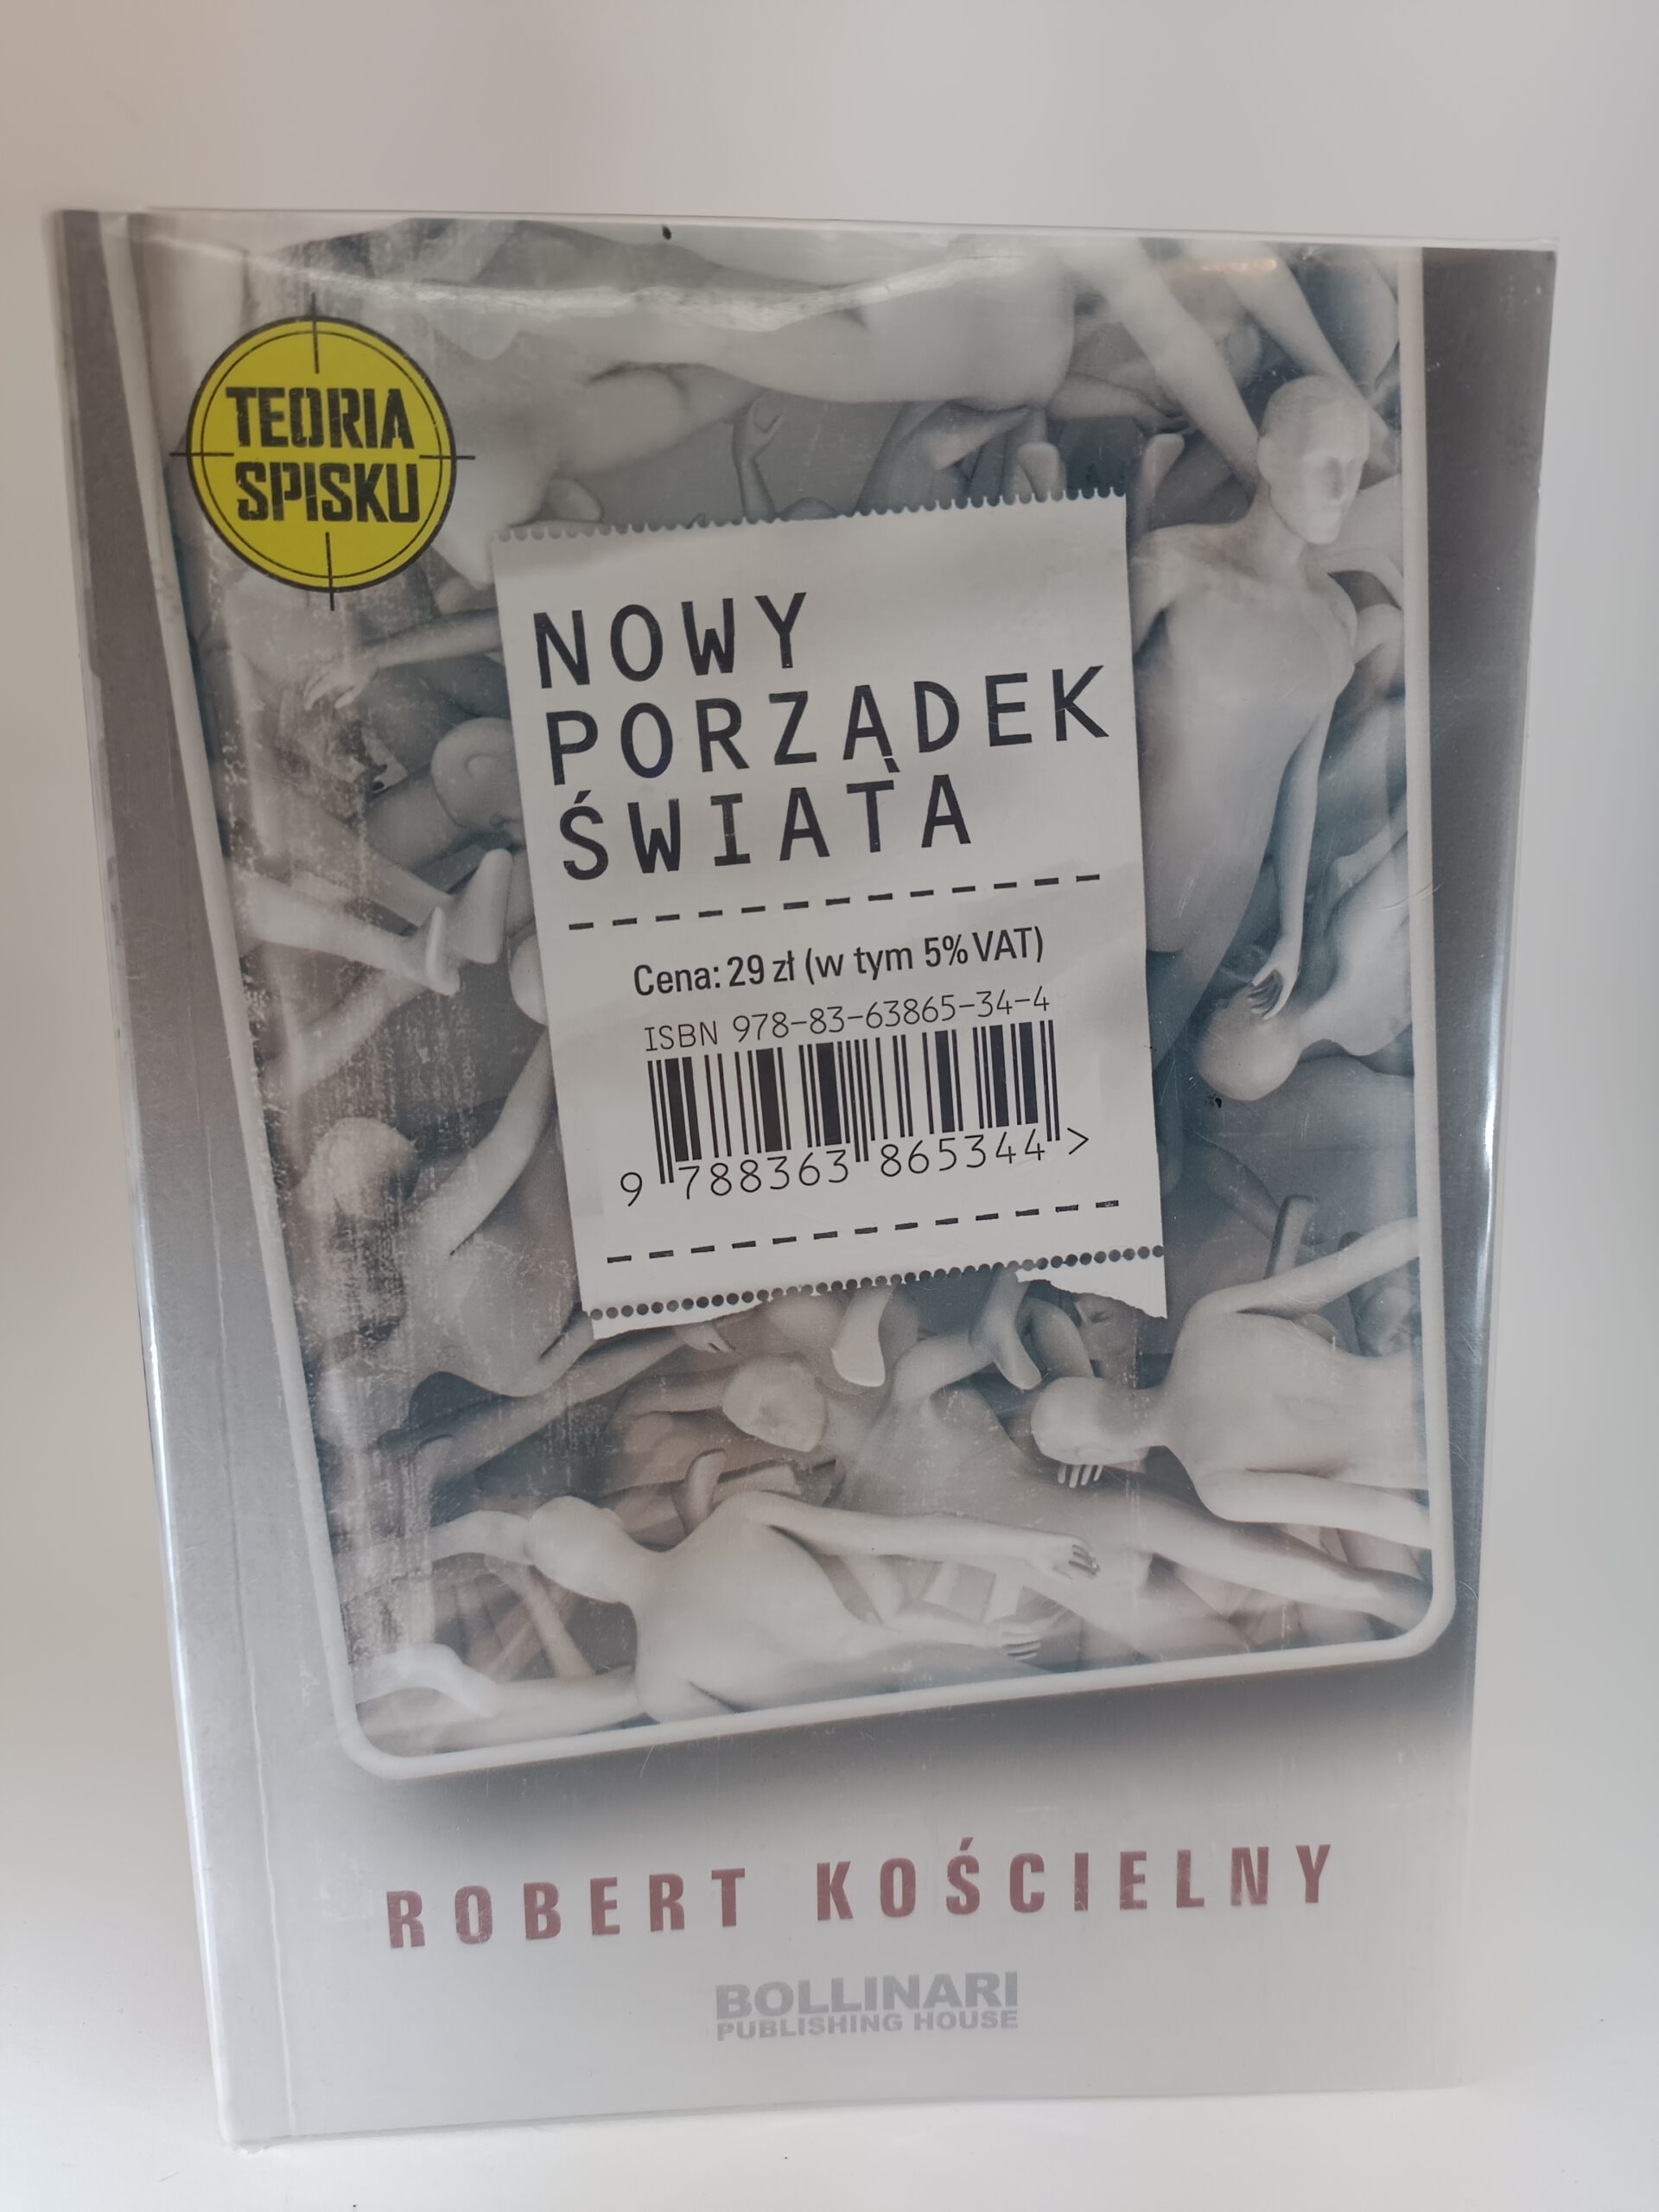 TEORIA
SPISKU
NOWY
PORZĄDEK
ŚWIATA
Cena: 29 zł (w tym 5% VAT)
ISBN 978-83-63865-34-4
9 788363 865344 >
ROBERT KOŚCIELNY
BOLLINARI
PUBLISHING HOUSE